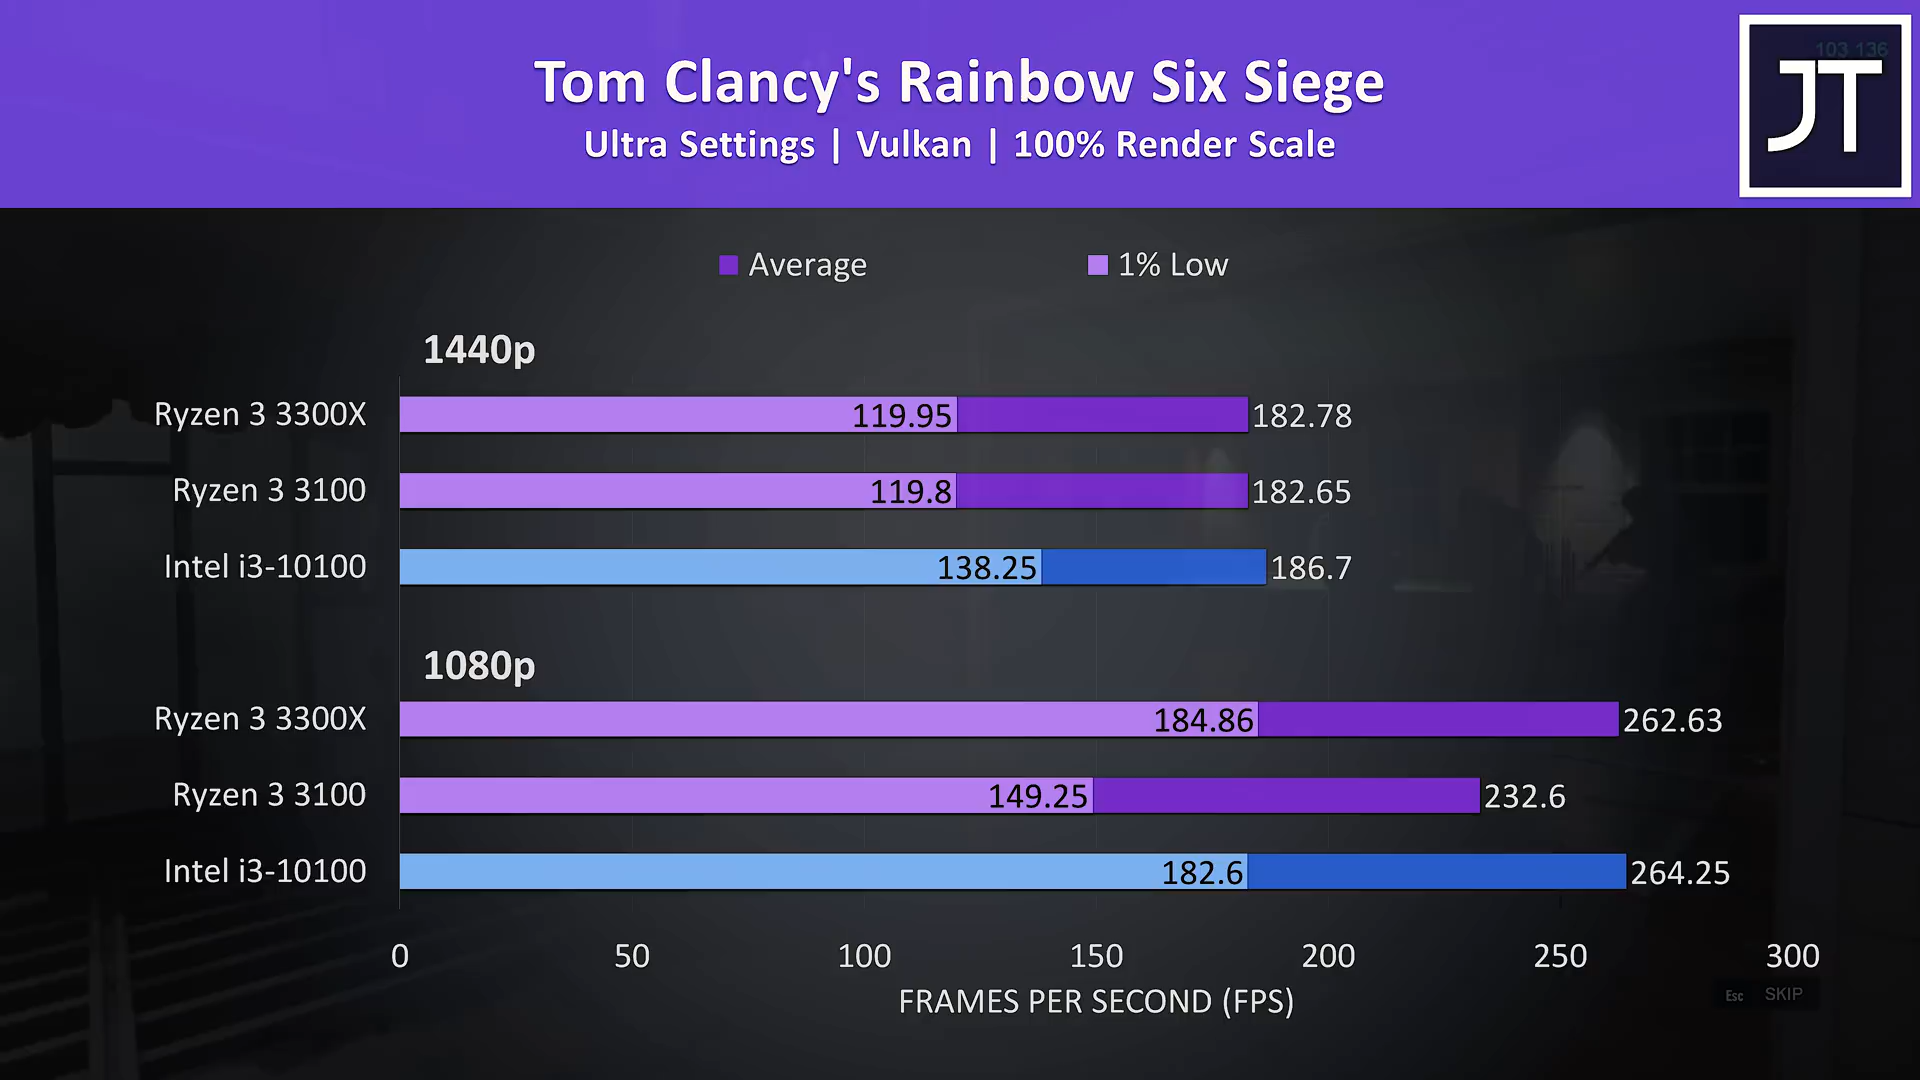 Tom Clancy's Rainbow Six Siege
Ultra Settings | Vulkan | 100% Render Scale
103 136
JT
Average
1% Low
1440p
Ryzen 3 3300X
119.95
182.78
Ryzen 3 3100
119.8
182.65
Intel i3-10100
138.25
186.7
1080p
Ryzen 3 3300X
184.86
262.63
Ryzen 3 3100
149.25
232.6
Intel i3-10100
182.6
264.25
0 50 100 150 200 250 300
FRAMES PER SECOND (FPS)
Esc SKIP